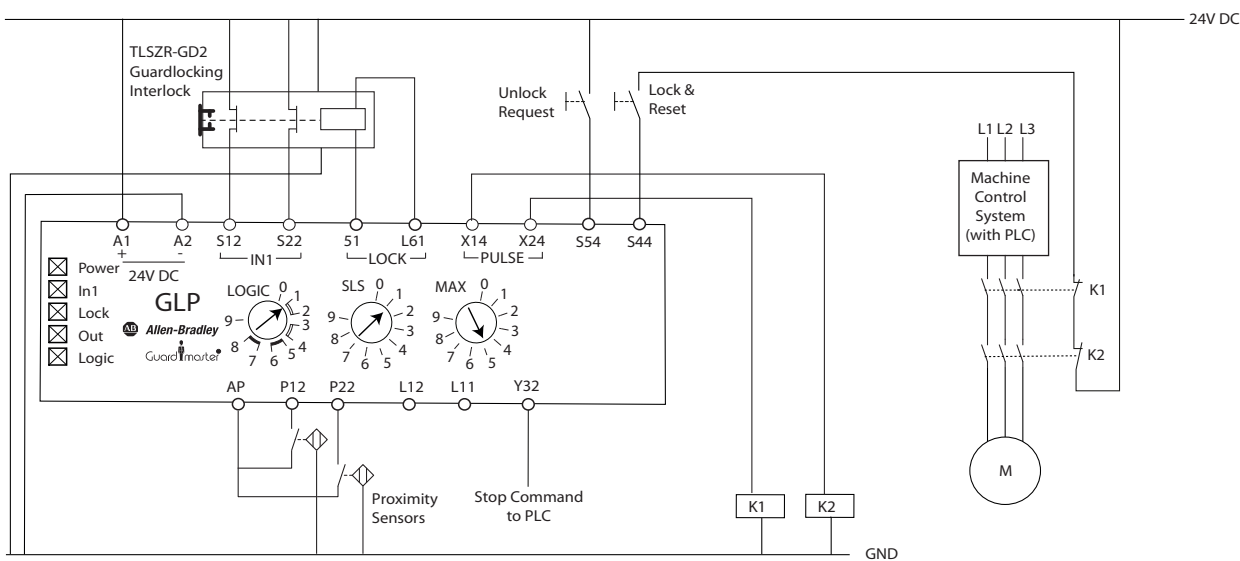 24V DC
TLSZR-GD2
Guardlocking
Interlock
Unlock
Request
Lock &
Reset
L1 L2 L3
Machine
Control
System
(with PLC)
A1
+
A2
-
S12
S22
IN1
51
L61
LOCK
X14
X24
PULSE
S54
S44
24V DC
Power
In1
Lock
Out
Logic
GLP
AB Allen-Bradley
Guardmaster
LOGIC
0
1
2
3
4
5
6
7
8
9
SLS
0
1
2
3
4
5
6
7
8
9
MAX
0
1
2
3
4
5
6
7
8
9
K1
K2
AP
P12
P22
L12
L11
Y32
M
Proximity
Sensors
Stop Command
to PLC
K1
K2
GND